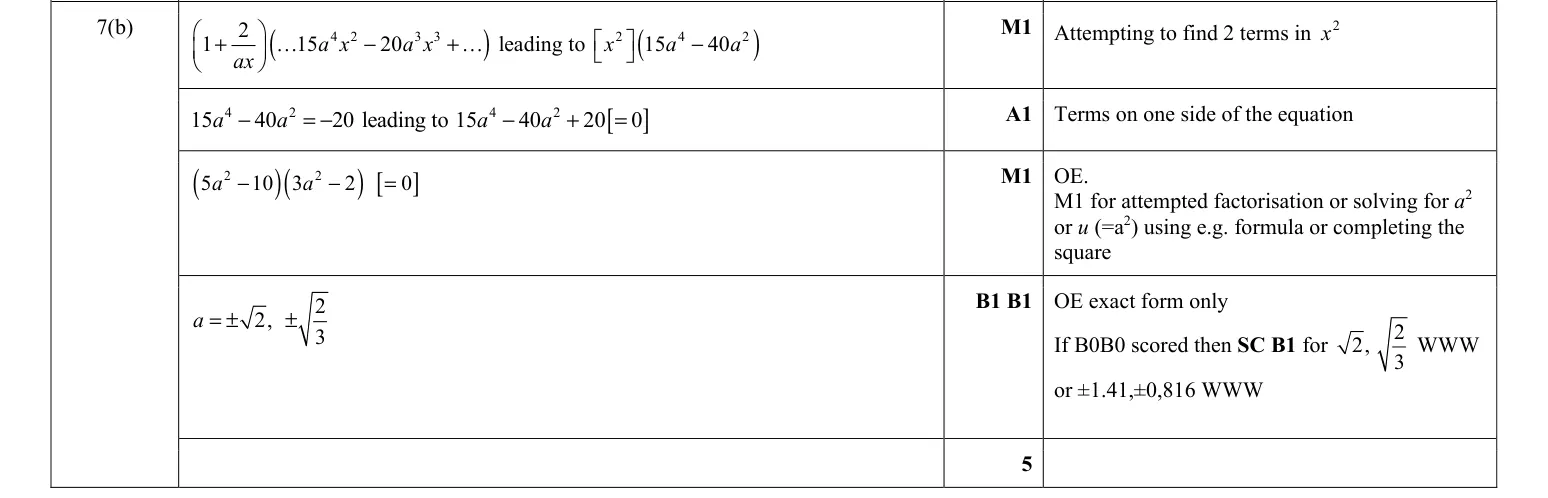 7(b)
(1 + 2/ax)(…15a⁴x² − 20a³x³ + …) leading to [x²](15a⁴ − 40a²)
M1
Attempting to find 2 terms in x²
15a⁴ − 40a² = −20 leading to 15a⁴ − 40a² + 20[= 0]
A1
Terms on one side of the equation
(5a² − 10)(3a² − 2) [= 0]
M1
OE.
M1 for attempted factorisation or solving for a²
or u (=a²) using e.g. formula or completing the
square
a = ±√2, ±√(2/3)
B1 B1
OE exact form only
If B0B0 scored then SC B1 for √2, √(2/3) WWW
or ±1.41,±0,816 WWW
5